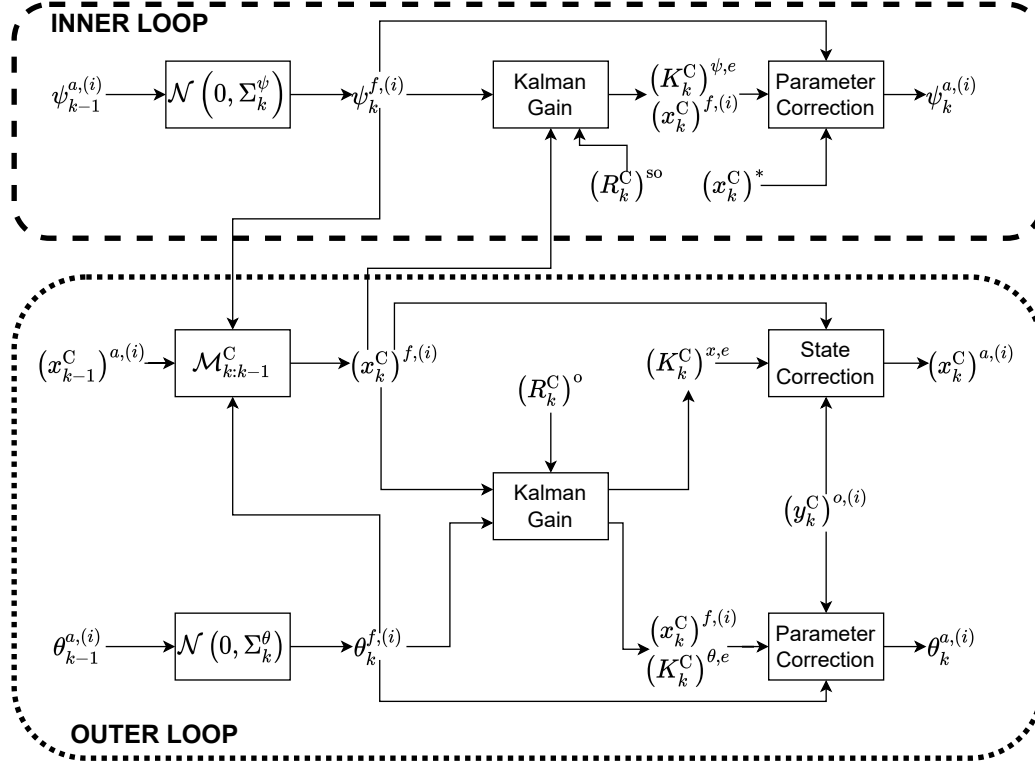 INNER LOOP
ψ_{k-1}^{a,(i)}
𝒩(0, Σ_k^ψ)
ψ_k^{f,(i)}
Kalman
Gain
(K_k^C)^{ψ,e}
(x_k^C)^{f,(i)}
Parameter
Correction
ψ_k^{a,(i)}
(R_k^C)^{so}
(x_k^C)^*
(x_{k-1}^C)^{a,(i)}
ℳ_{k:k-1}^C
(x_k^C)^{f,(i)}
(K_k^C)^{x,e}
State
Correction
(x_k^C)^{a,(i)}
(R_k^C)^o
Kalman
Gain
(y_k^C)^{o,(i)}
θ_{k-1}^{a,(i)}
𝒩(0, Σ_k^θ)
θ_k^{f,(i)}
(x_k^C)^{f,(i)}
(K_k^C)^{θ,e}
Parameter
Correction
θ_k^{a,(i)}
OUTER LOOP